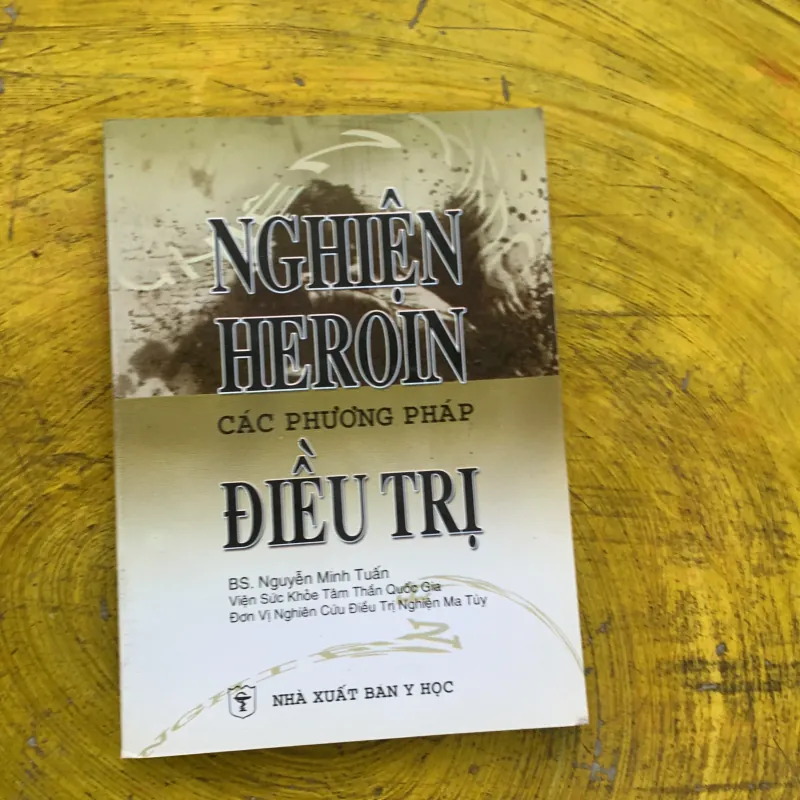 NGHIỆN
HEROIN
CÁC PHƯƠNG PHÁP
ĐIỀU TRỊ
BS. Nguyễn Minh Tuấn
Viện Sức Khỏe Tâm Thần Quốc Gia
Đơn Vị Nghiên Cứu Điều Trị Nghiện Ma Túy
NHÀ XUẤT BẢN Y HỌC